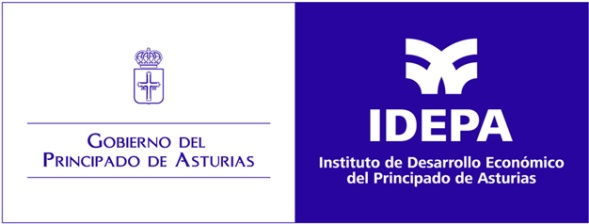 GOBIERNO DEL
PRINCIPADO DE ASTURIAS
IDEPA
Instituto de Desarrollo Económico
del Principado de Asturias